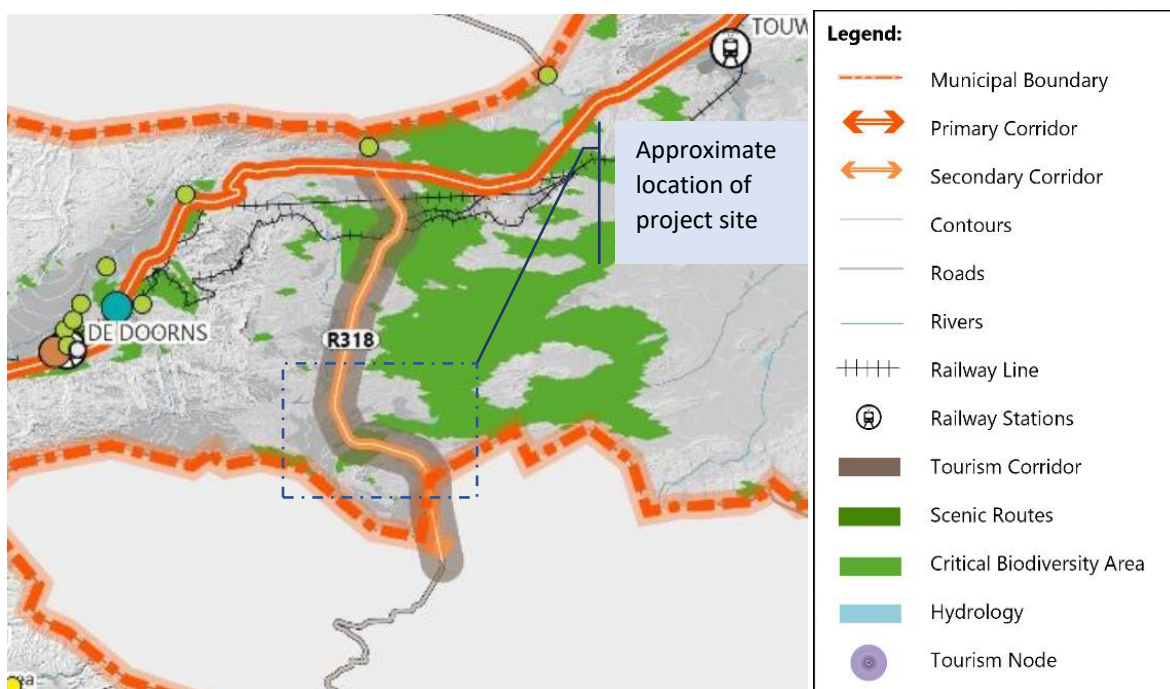 TOUW
Approximate
location of
project site
DE DOORNS
R318
Legend:
Municipal Boundary
Primary Corridor
Secondary Corridor
Contours
Roads
Rivers
Railway Line
Railway Stations
Tourism Corridor
Scenic Routes
Critical Biodiversity Area
Hydrology
Tourism Node